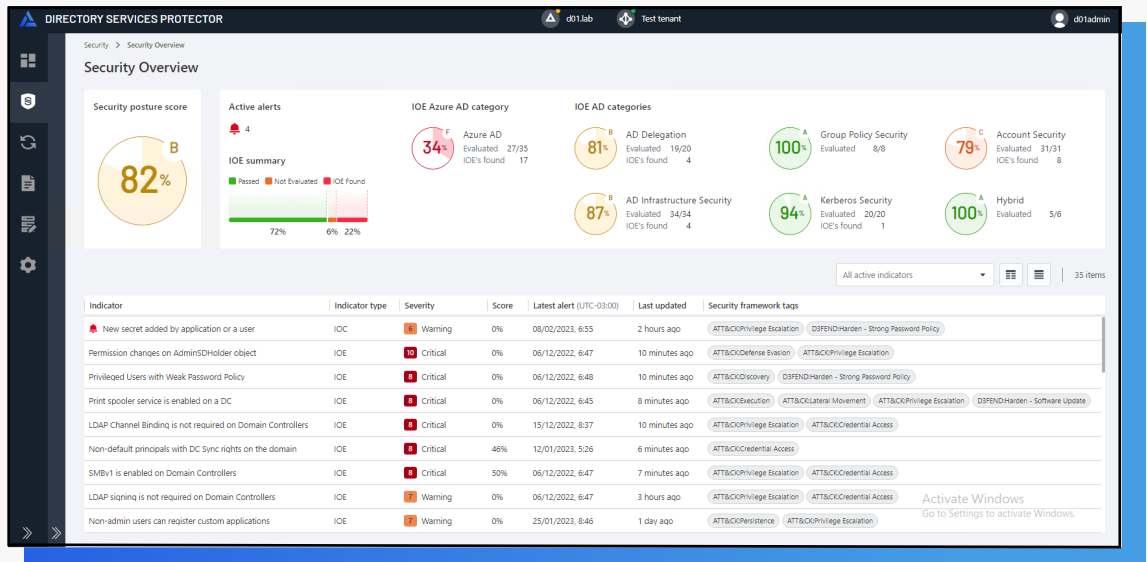 DIRECTORY SERVICES PROTECTOR
d01.lab
Test tenant
d01admin
Security > Security Overview
Security Overview
Security posture score
B
82%
Active alerts
4
IOE summary
Passed Not Evaluated IOE Found
72% 6% 22%
IOE Azure AD category
34% F
Azure AD
Evaluated 27/35
IOE's found 17
IOE AD categories
81% B
AD Delegation
Evaluated 19/20
IOE's found 4
100% A
Group Policy Security
Evaluated 8/8
79% C
Account Security
Evaluated 31/31
IOE's found 8
87% B
AD Infrastructure Security
Evaluated 34/34
IOE's found 4
94% A
Kerberos Security
Evaluated 20/20
IOE's found 1
100% A
Hybrid
Evaluated 5/6
All active indicators
35 items
Indicator Indicator type Severity Score Latest alert (UTC-03:00) Last updated Security framework tags
New secret added by application or a user IOC 6 Warning 0% 08/02/2023, 6:55 2 hours ago ATT&CK:Privilege Escalation D3FEND:Harden - Strong Password Policy
Permission changes on AdminSDHolder object IOE 10 Critical 0% 06/12/2022, 6:47 10 minutes ago ATT&CK:Defense Evasion ATT&CK:Privilege Escalation
Privileged Users with Weak Password Policy IOE 8 Critical 0% 06/12/2022, 6:48 10 minutes ago ATT&CK:Discovery D3FEND:Harden - Strong Password Policy
Print spooler service is enabled on a DC IOE 8 Critical 0% 06/12/2022, 6:45 8 minutes ago ATT&CK:Execution ATT&CK:Lateral Movement ATT&CK:Privilege Escalation D3FEND:Harden - Software Update
LDAP Channel Binding is not required on Domain Controllers IOE 8 Critical 0% 15/12/2022, 8:37 10 minutes ago ATT&CK:Privilege Escalation ATT&CK:Credential Access
Non-default principals with DC Sync rights on the domain IOE 8 Critical 46% 12/01/2023, 5:26 6 minutes ago ATT&CK:Credential Access
SMBv1 is enabled on Domain Controllers IOE 8 Critical 50% 06/12/2022, 6:47 7 minutes ago ATT&CK:Privilege Escalation ATT&CK:Credential Access
LDAP signing is not required on Domain Controllers IOE 7 Warning 0% 06/12/2022, 6:47 3 hours ago ATT&CK:Privilege Escalation ATT&CK:Credential Access
Non-admin users can register custom applications IOE 7 Warning 0% 25/01/2023, 8:46 1 day ago ATT&CK:Persistence ATT&CK:Privilege Escalation
Activate Windows
Go to Settings to activate Windows.